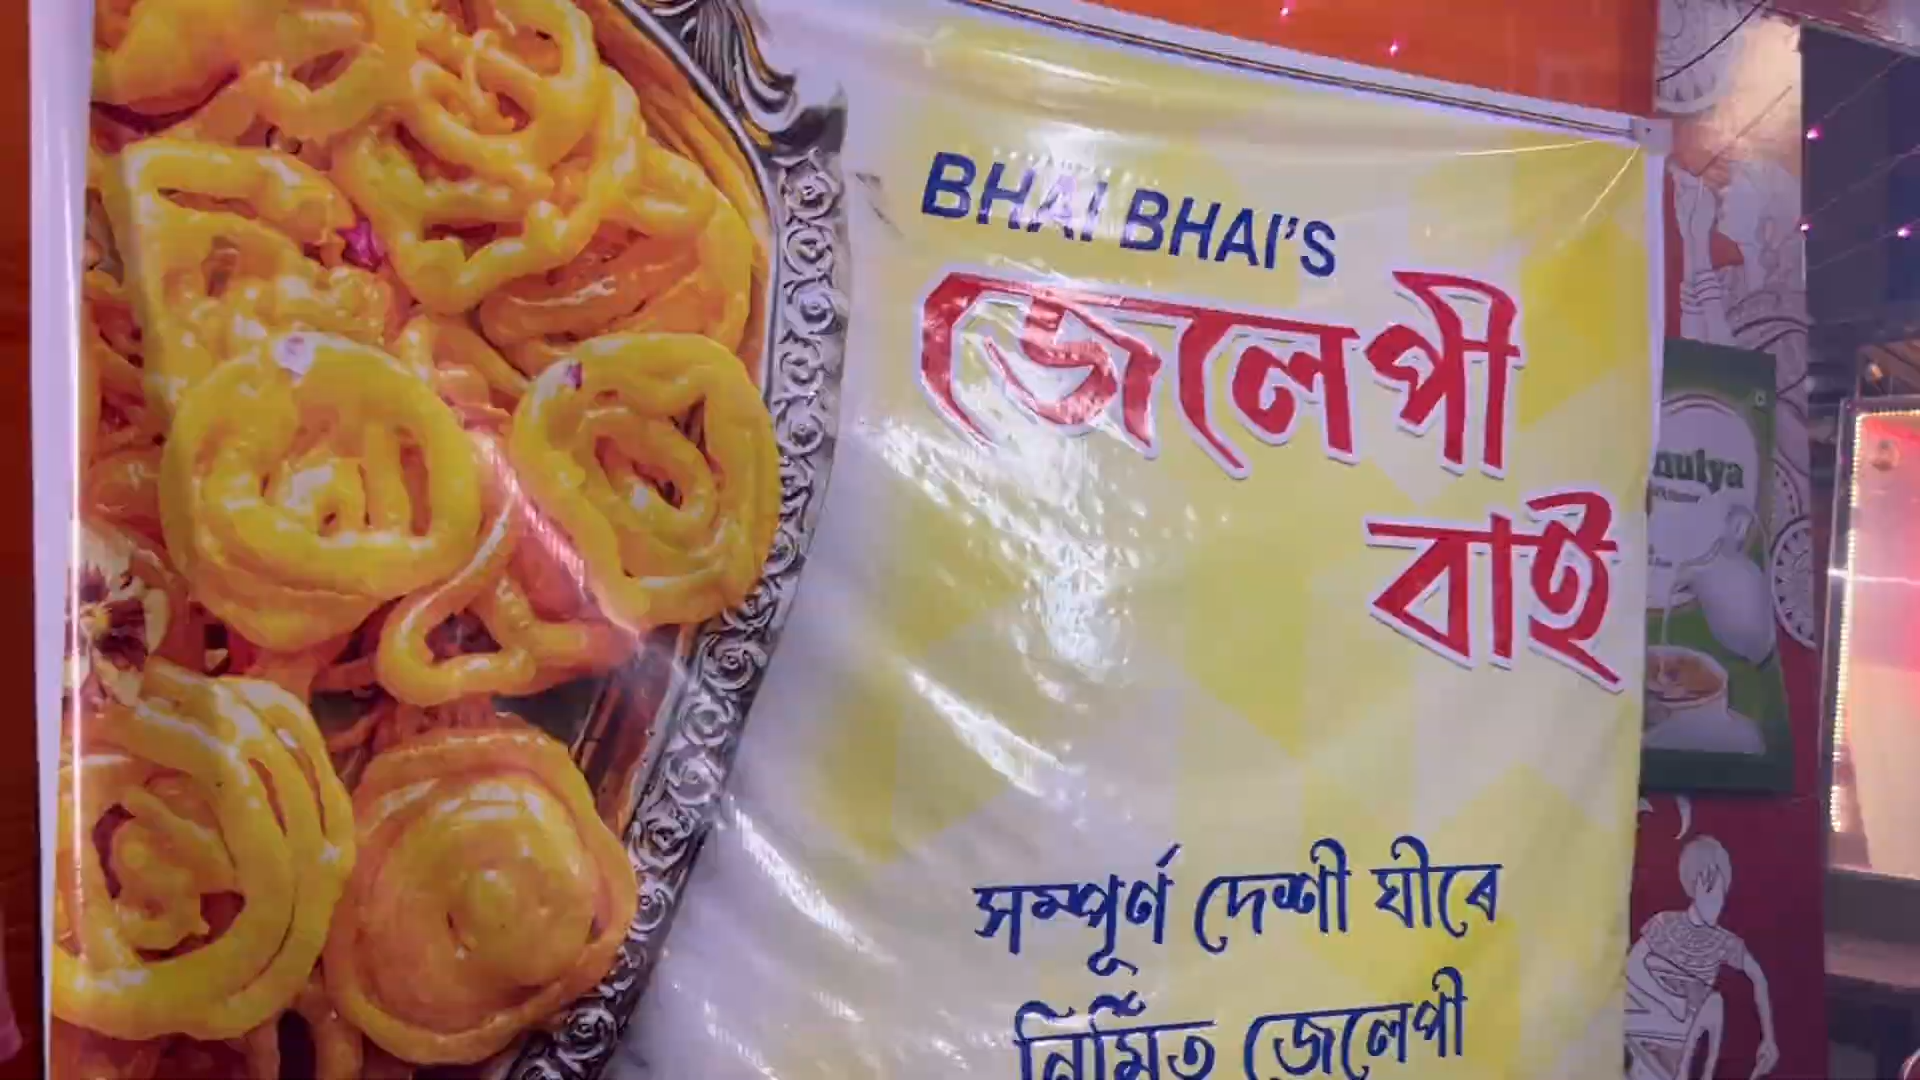 BHAI BHAI'S
জেলেপী
বাই
সম্পূৰ্ণ দেশী ঘীৰে
নিৰ্মিত জেলেপী